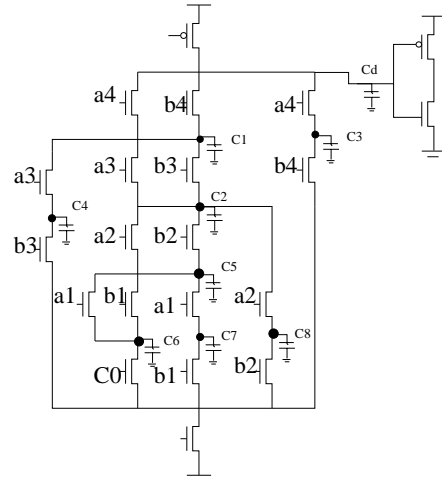 Cd
a4 b4 a4
C1 C3
a3 a3 b3 b4
C4 C2
b3 a2 b2
C5
a1 b1 a1 a2
C6 C7 C8
C0 b1 b2